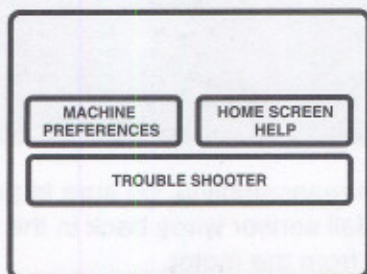 MACHINE
PREFERENCES
HOME SCREEN
HELP
TROUBLE SHOOTER